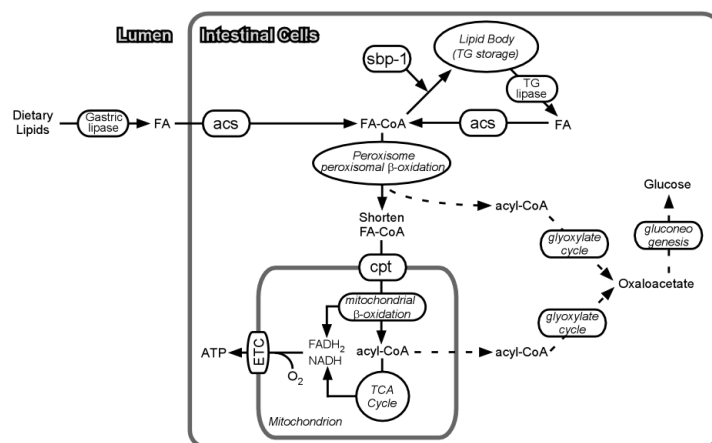 Lumen
Intestinal Cells
Lipid Body
(TG storage)
sbp-1
TG
lipase
Dietary
Lipids
Gastric
lipase
FA
acs
FA-CoA
acs
FA
Peroxisome
peroxisomal β-oxidation
Glucose
acyl-CoA
Shorten
FA-CoA
glyoxylate
cycle
gluconeo
genesis
cpt
Oxaloacetate
mitochondrial
β-oxidation
glyoxylate
cycle
ATP
ETC
FADH2
NADH
acyl-CoA
acyl-CoA
O2
TCA
Cycle
Mitochondrion